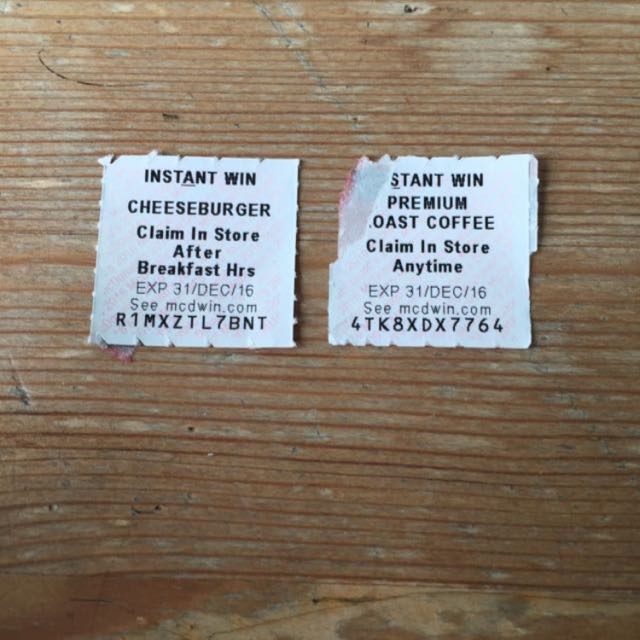 INSTANT WIN
CHEESEBURGER
Claim In Store
After
Breakfast Hrs
EXP 31/DEC/16
See mcdwin.com
R1MXZTL7BNT
STANT WIN
PREMIUM
OAST COFFEE
Claim In Store
Anytime
EXP 31/DEC/16
See mcdwin.com
4TK8XDX7764